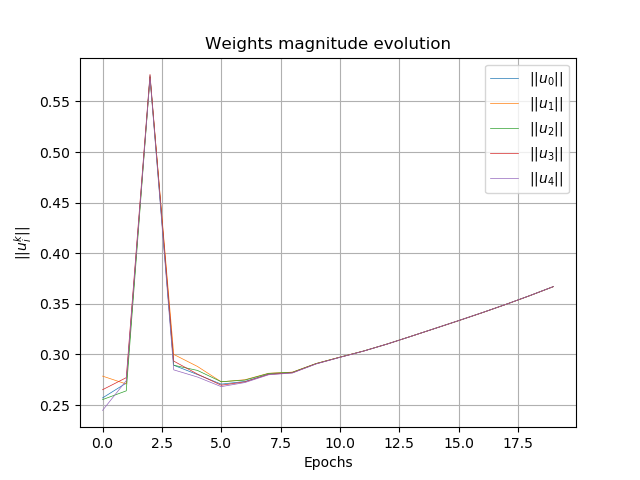 Weights magnitude evolution
||u_0||
||u_1||
||u_2||
||u_3||
||u_4||
0.55
0.50
0.45
0.40
0.35
0.30
0.25
||u_i^k||
0.0 2.5 5.0 7.5 10.0 12.5 15.0 17.5
Epochs